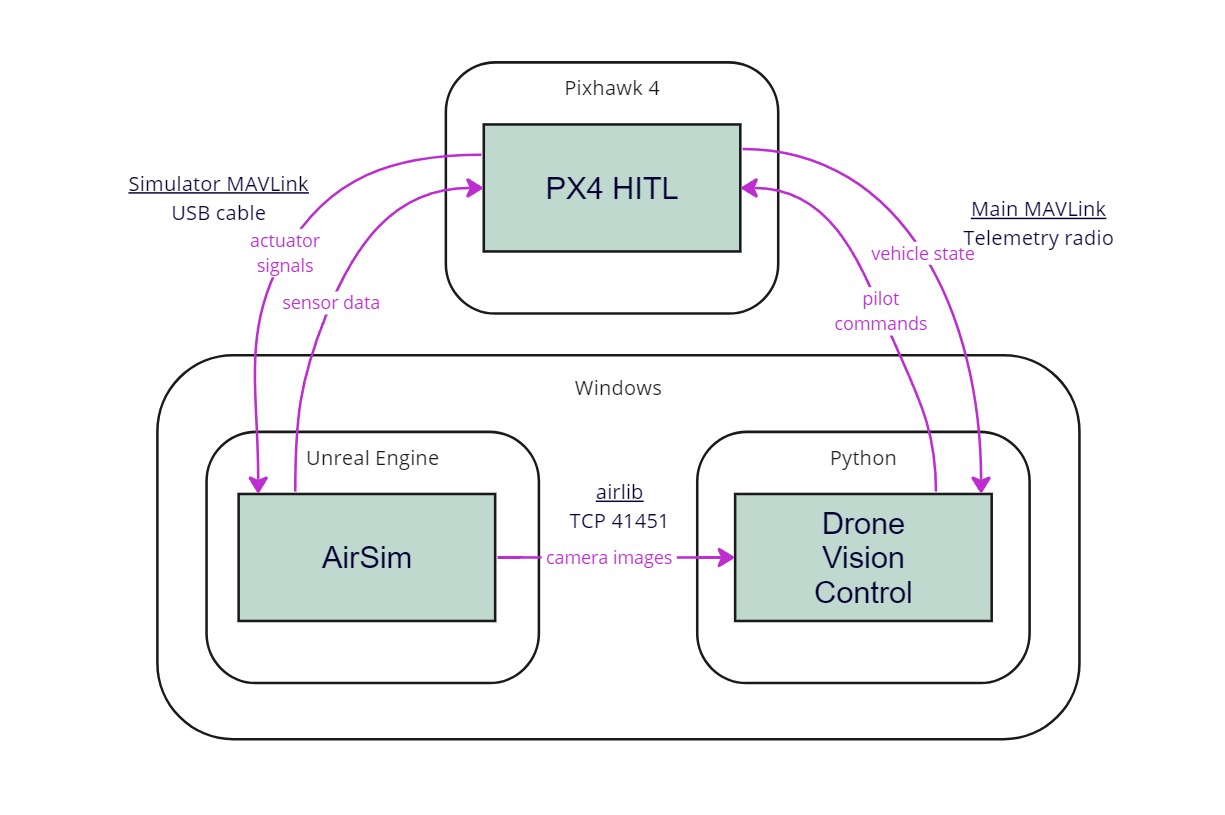 Pixhawk 4
PX4 HITL
Simulator MAVLink
USB cable
actuator
signals
sensor data
Main MAVLink
Telemetry radio
vehicle state
pilot
commands
Windows
Unreal Engine
AirSim
airlib
TCP 41451
camera images
Python
Drone
Vision
Control